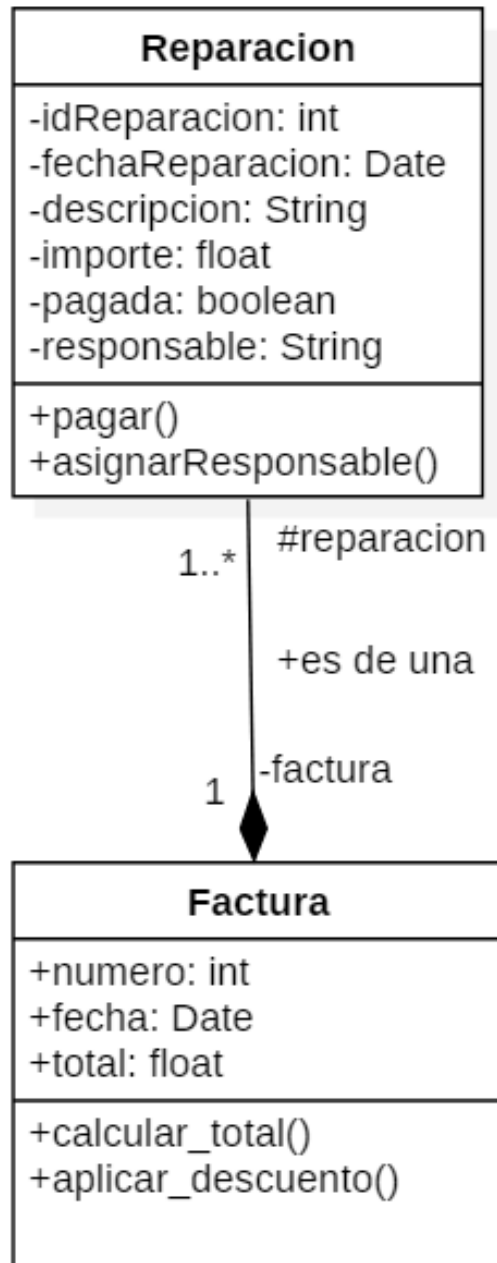 Reparacion
-idReparacion: int
-fechaReparacion: Date
-descripcion: String
-importe: float
-pagada: boolean
-responsable: String
+pagar()
+asignarResponsable()
#reparacion
1..*
+es de una
-factura
1
Factura
+numero: int
+fecha: Date
+total: float
+calcular_total()
+aplicar_descuento()